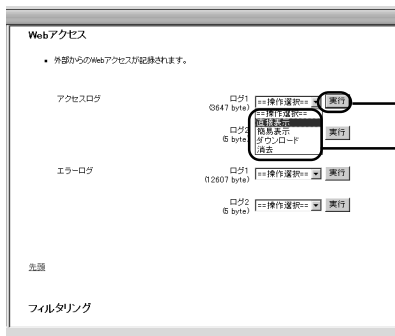 Webアクセス
• 外部からのWebアクセスが記録されます。
アクセスログ ログ1 ==操作選択== 実行
(3647 byte)
==操作選択==
直接表示
簡易表示
ダウンロード
消去
ログ2 実行
(5 byte)
エラーログ ログ1 ==操作選択== 実行
(12607 byte)
ログ2 ==操作選択== 実行
(5 byte)
先頭
フィルタリング